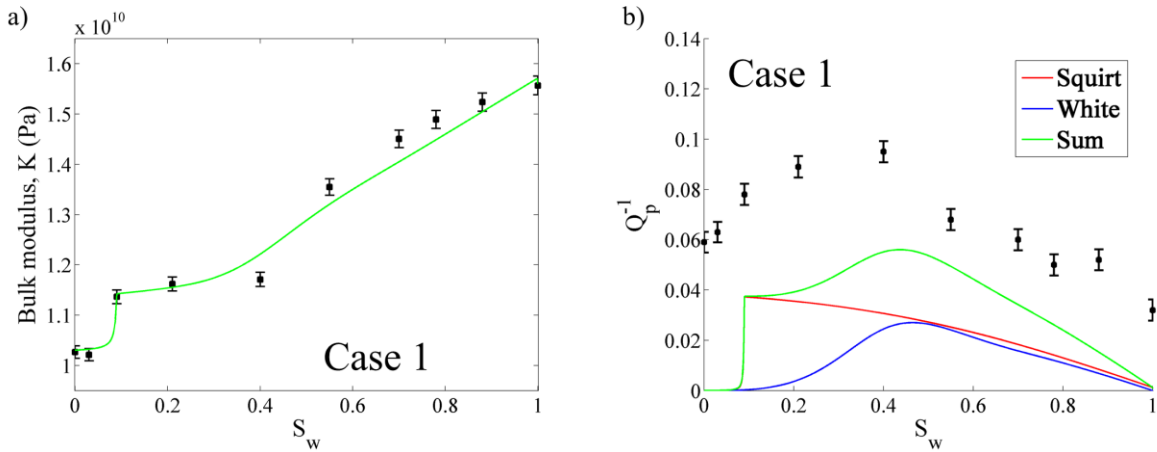 a)
x 10^10
1.6
1.5
1.4
1.3
1.2
1.1
1
Bulk modulus, K (Pa)
Case 1
0 0.2 0.4 0.6 0.8 1
S_w
b)
0.14
0.12
0.1
0.08
0.06
0.04
0.02
0
Q_p^-1
Case 1
Squirt
White
Sum
0 0.2 0.4 0.6 0.8 1
S_w